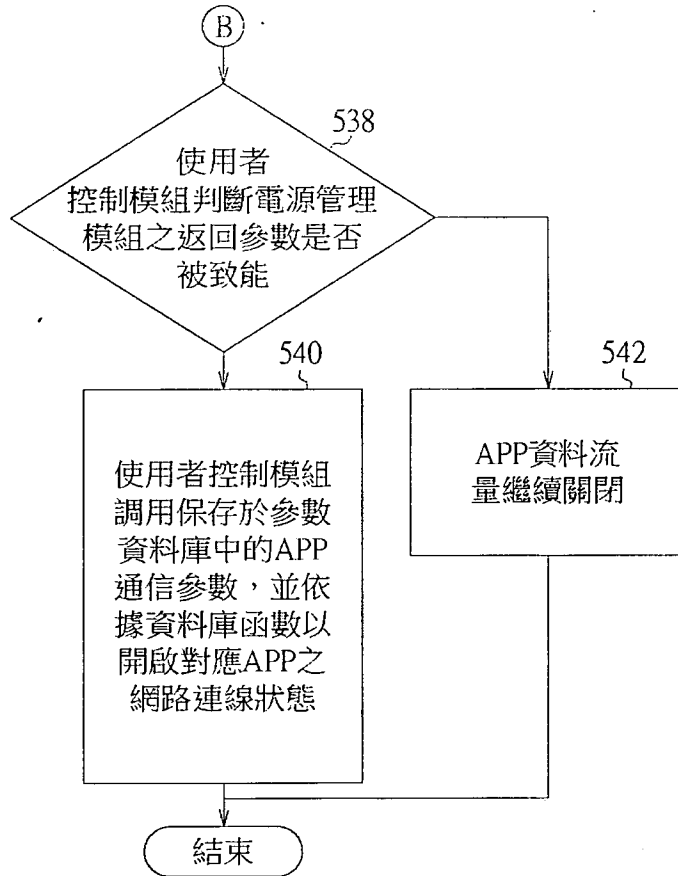 B
538
使用者
控制模組判斷電源管理
模組之返回參數是否
被致能
540
使用者控制模組
調用保存於參數
資料庫中的APP
通信參數，並依
據資料庫函數以
開啟對應APP之
網路連線狀態
542
APP資料流
量繼續關閉
結束